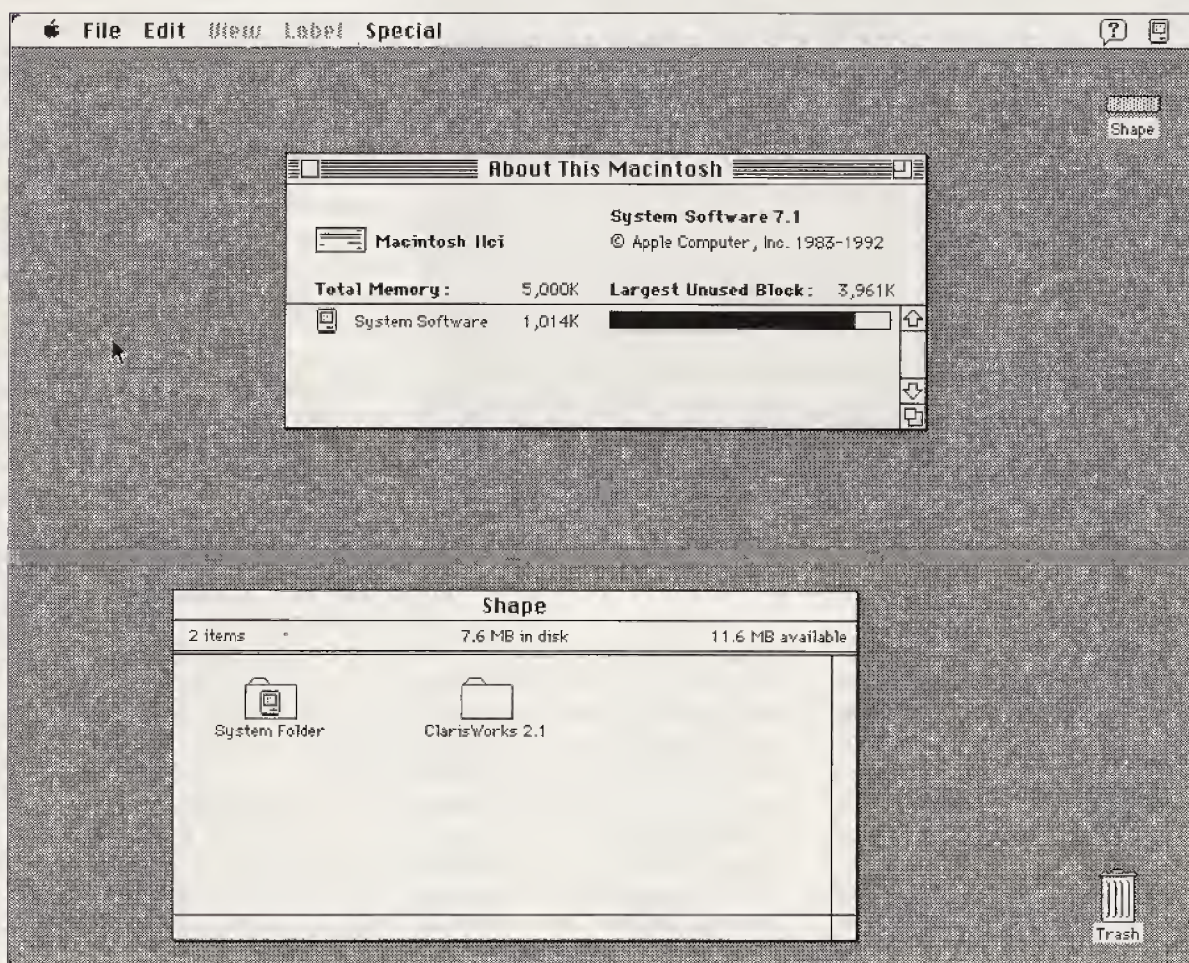 File Edit View Label Special
Shape
About This Macintosh
System Software 7.1
Macintosh IIci
© Apple Computer, Inc. 1983-1992
Total Memory: 5,000K Largest Unused Block: 3,961K
System Software 1,014K
Shape
2 items 7.6 MB in disk 11.6 MB available
System Folder ClarisWorks 2.1
Trash